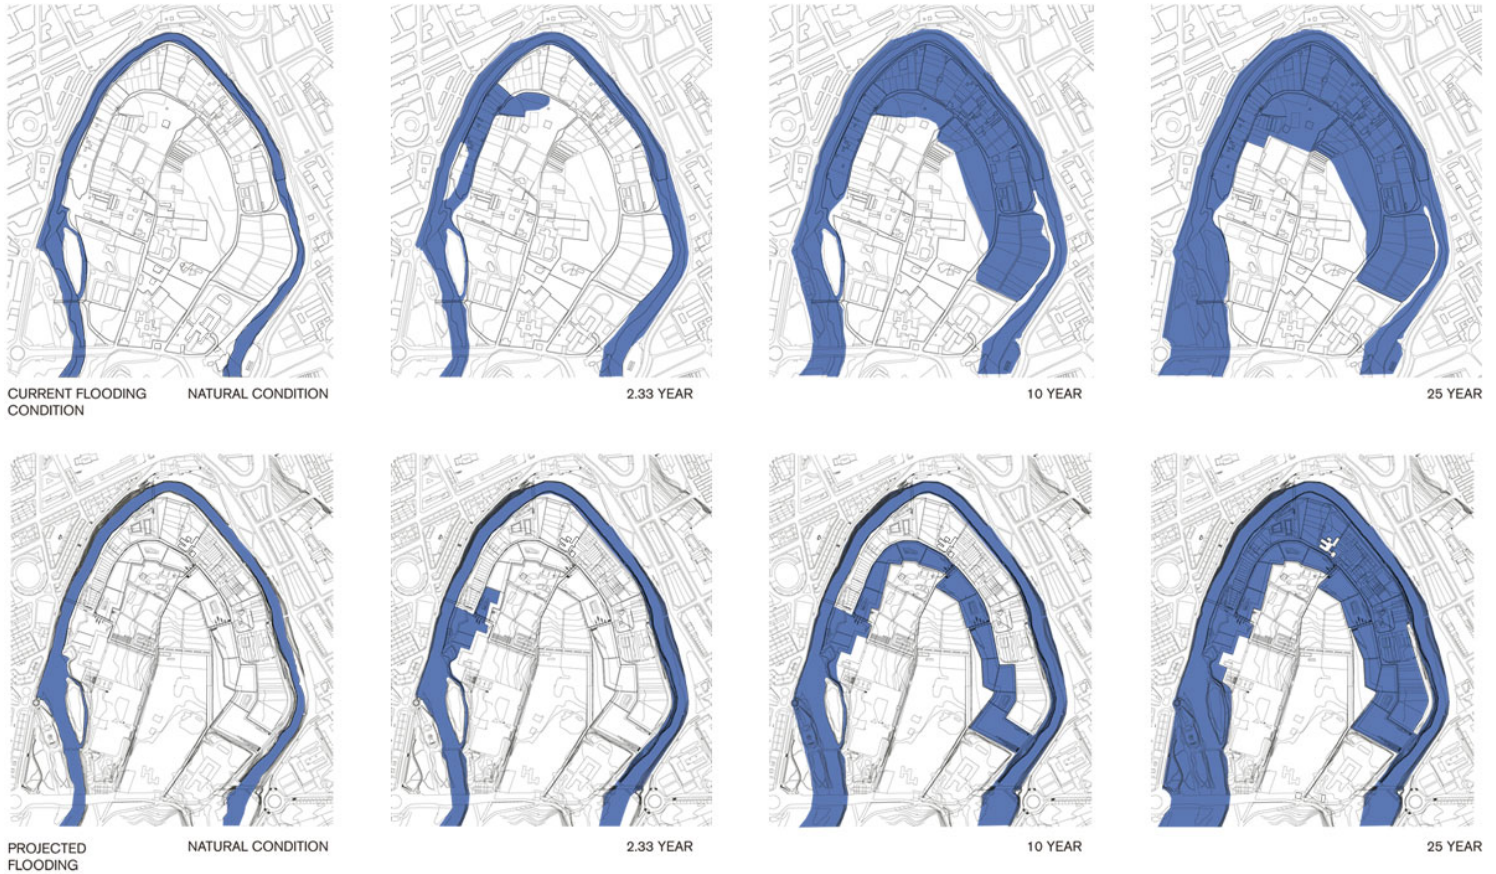 CURRENT FLOODING CONDITION
NATURAL CONDITION
2.33 YEAR
10 YEAR
25 YEAR
PROJECTED FLOODING
NATURAL CONDITION
2.33 YEAR
10 YEAR
25 YEAR